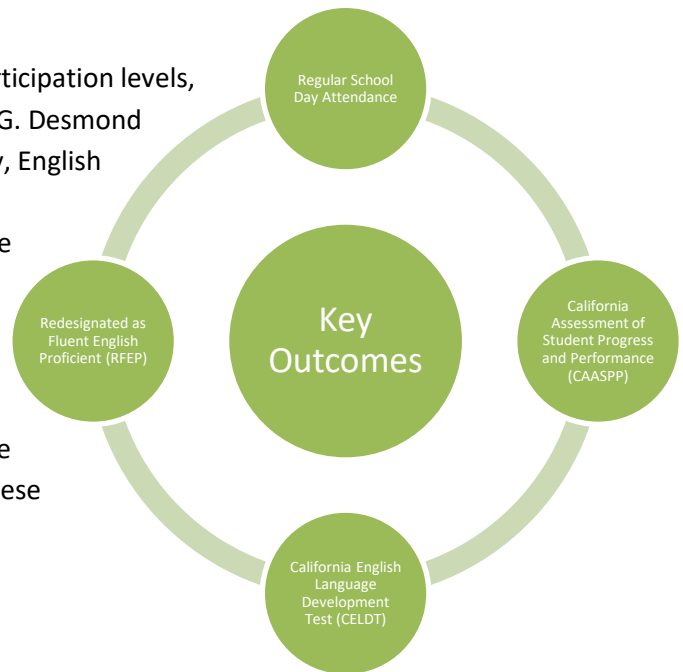 rticipation levels,
G. Desmond
, English
e
e
ese
Regular School
Day Attendance
Redesignated as
Fluent English
Proficient (RFEP)
Key
Outcomes
California
Assessment of
Student Progress
and Performance
(CAASPP)
California English
Language
Development
Test (CELDT)